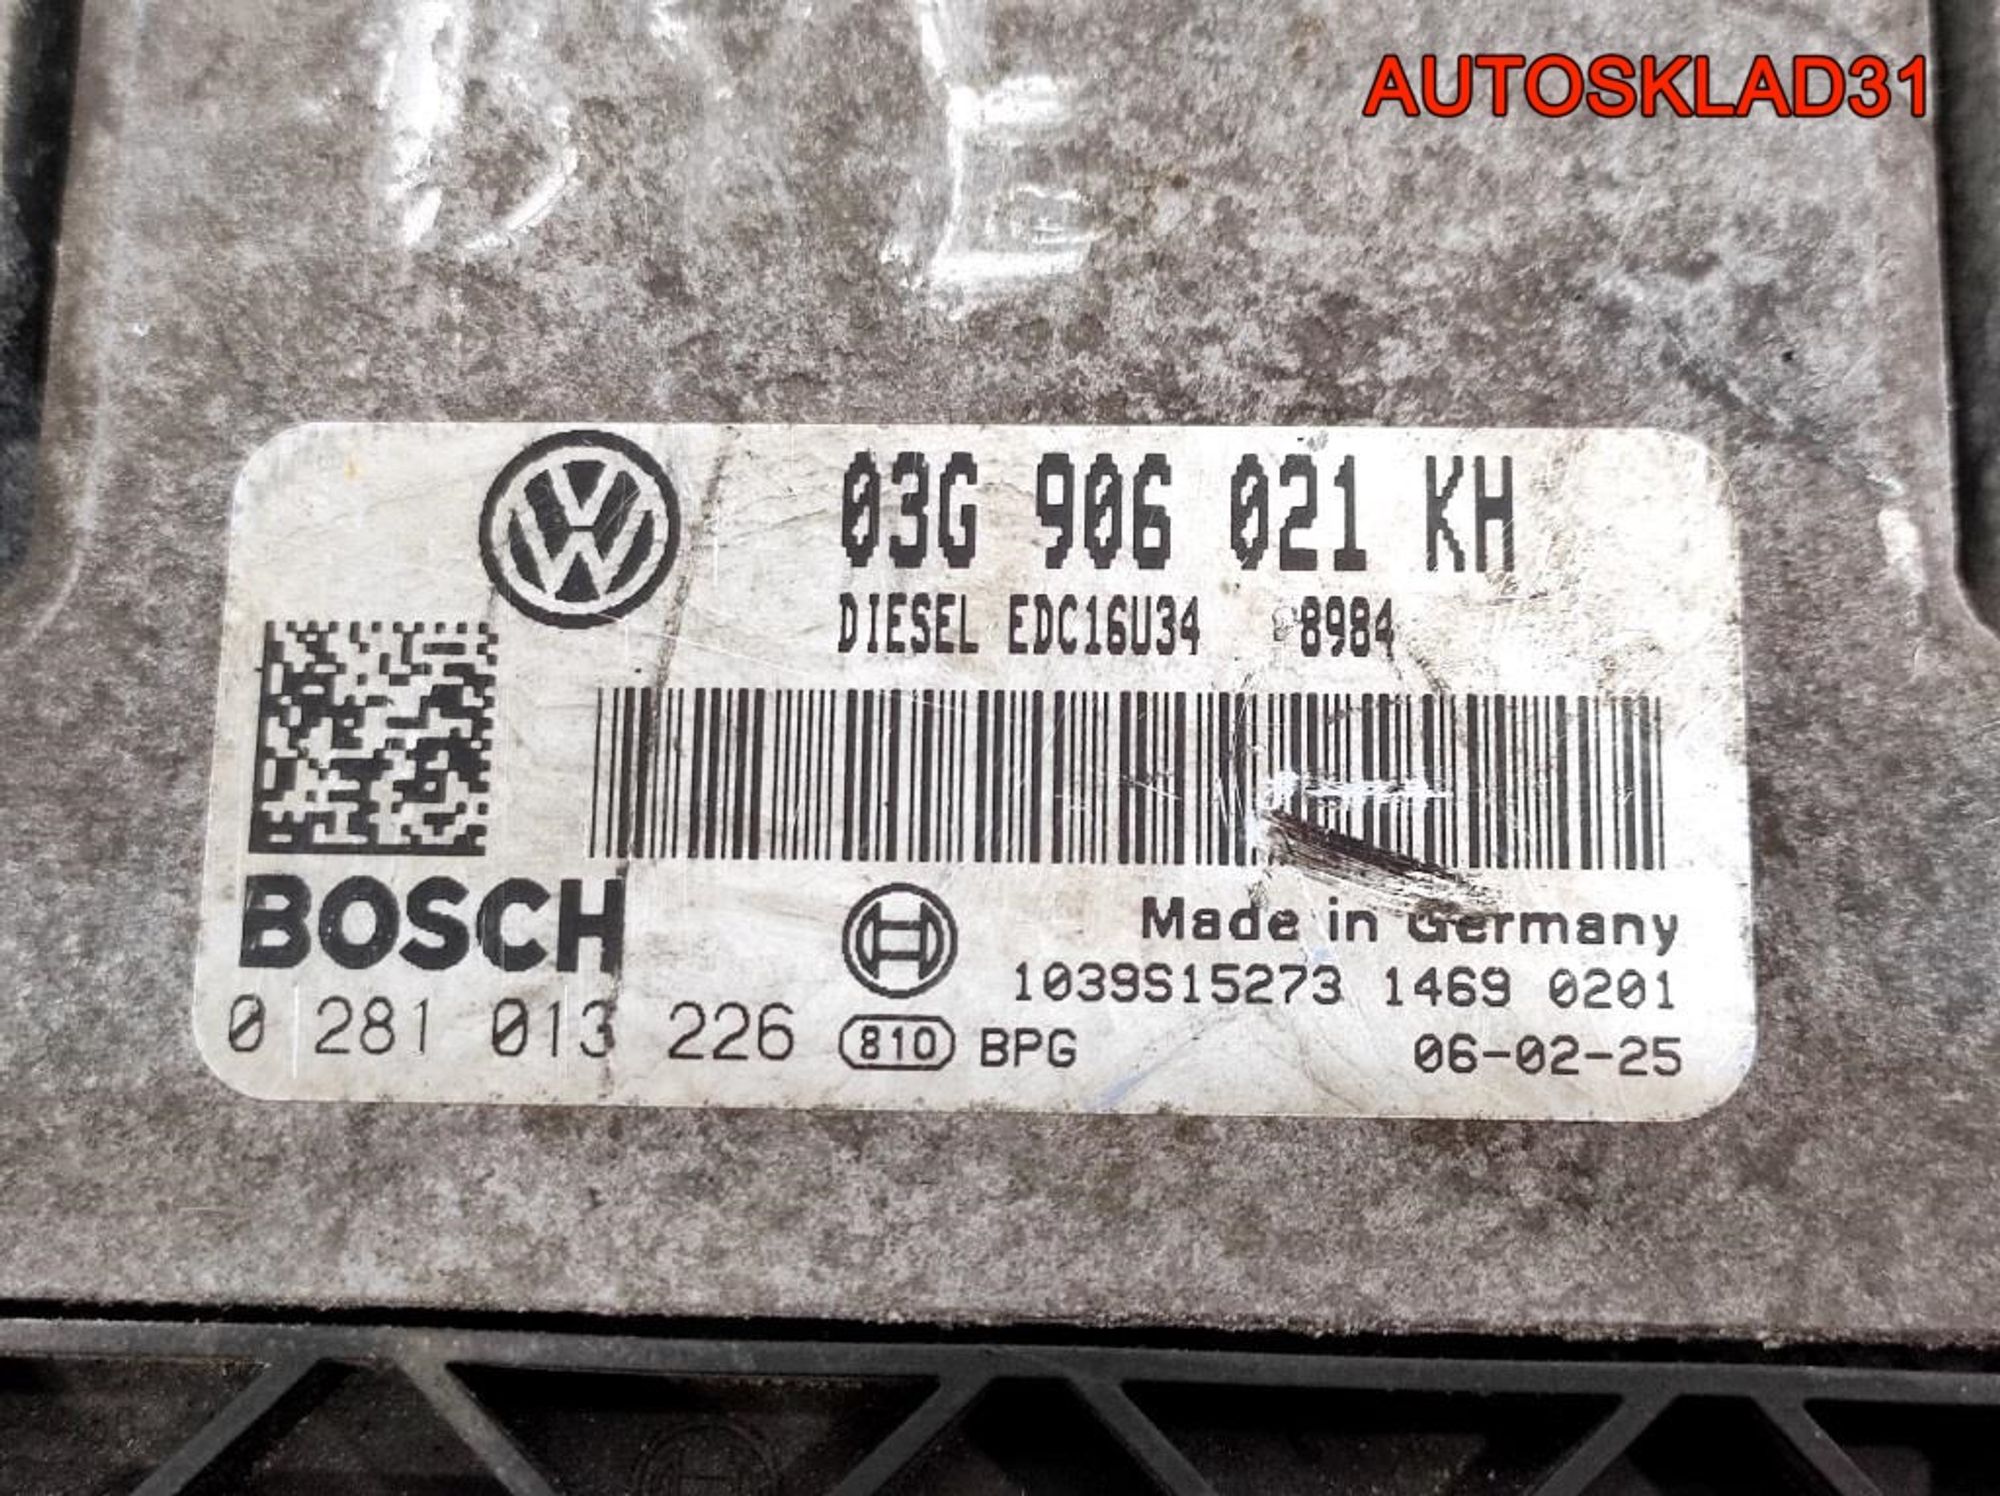 AUTOSKLAD31
03G 906 021 KH
DIESEL EDC16U34 8984
BOSCH
Made in Germany
1039S15273 1469 0201
0 281 013 226 810 BPG 06-02-25